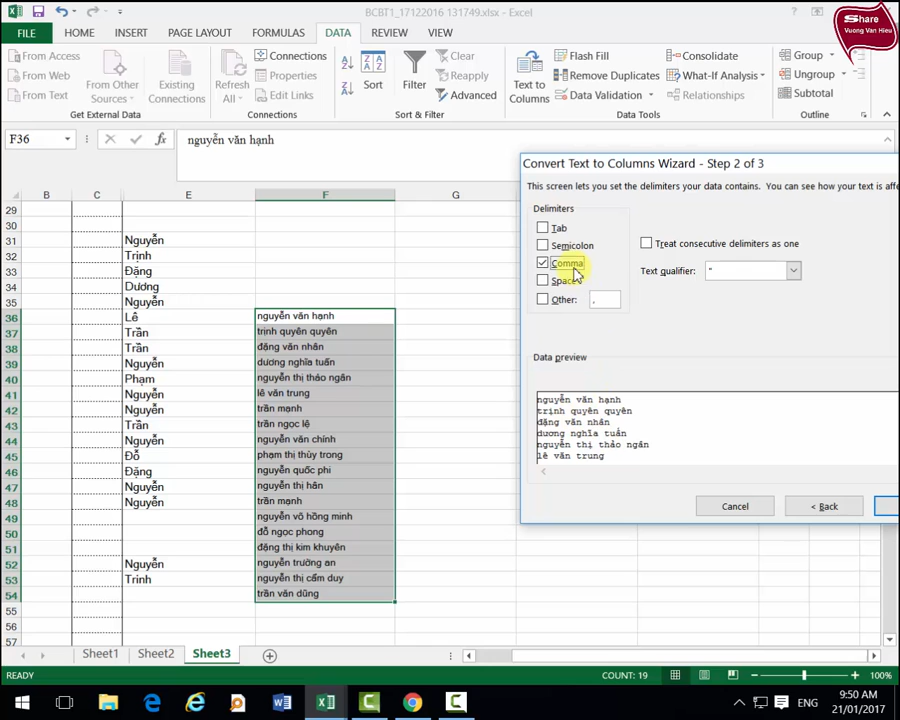 BCBT1_17122016 131749.xlsx - Excel
Share
Vuong Van Hieu
FILE HOME INSERT PAGE LAYOUT FORMULAS DATA REVIEW VIEW
From Access
From Web
From Text
From Other Sources
Existing Connections
Refresh All
Connections
Properties
Edit Links
Sort
Filter
Clear
Reapply
Advanced
Text to Columns
Flash Fill
Remove Duplicates
Data Validation
Consolidate
What-If Analysis
Relationships
Group
Ungroup
Subtotal
Get External Data Connections Sort & Filter Data Tools Outline
F36 fx nguyễn văn hạnh
B C E F G
29
30
31 Nguyễn
32 Trịnh
33 Đặng
34 Dương
35 Nguyễn
36 Lê nguyễn văn hạnh
37 Trần trịnh quyên quyên
38 Trần đặng văn nhân
39 Nguyễn dương nghĩa tuấn
40 Phạm nguyễn thị thảo ngân
41 Nguyễn lê văn trung
42 Nguyễn trần mạnh
43 Trần trần ngọc lệ
44 Nguyễn nguyễn văn chính
45 Đỗ phạm thị thùy trong
46 Đặng nguyễn quốc phi
47 Nguyễn nguyễn thị hân
48 Nguyễn trần mạnh
49 nguyễn võ hồng minh
50 đỗ ngọc phong
51 đặng thị kim khuyên
52 Nguyễn nguyễn trường an
53 Trinh nguyễn thị cẩm duy
54 trần văn dũng
55
56
57
Convert Text to Columns Wizard - Step 2 of 3
This screen lets you set the delimiters your data contains. You can see how your text is affe
Delimiters
Tab
Semicolon
Comma
Space
Other: ,
Treat consecutive delimiters as one
Text qualifier: "
Data preview
nguyễn văn hạnh
trịnh quyên quyên
đặng văn nhân
dương nghĩa tuấn
nguyễn thị thảo ngân
lê văn trung
Cancel < Back
Sheet1 Sheet2 Sheet3
READY COUNT: 19 100%
ENG 9:50 AM
21/01/2017